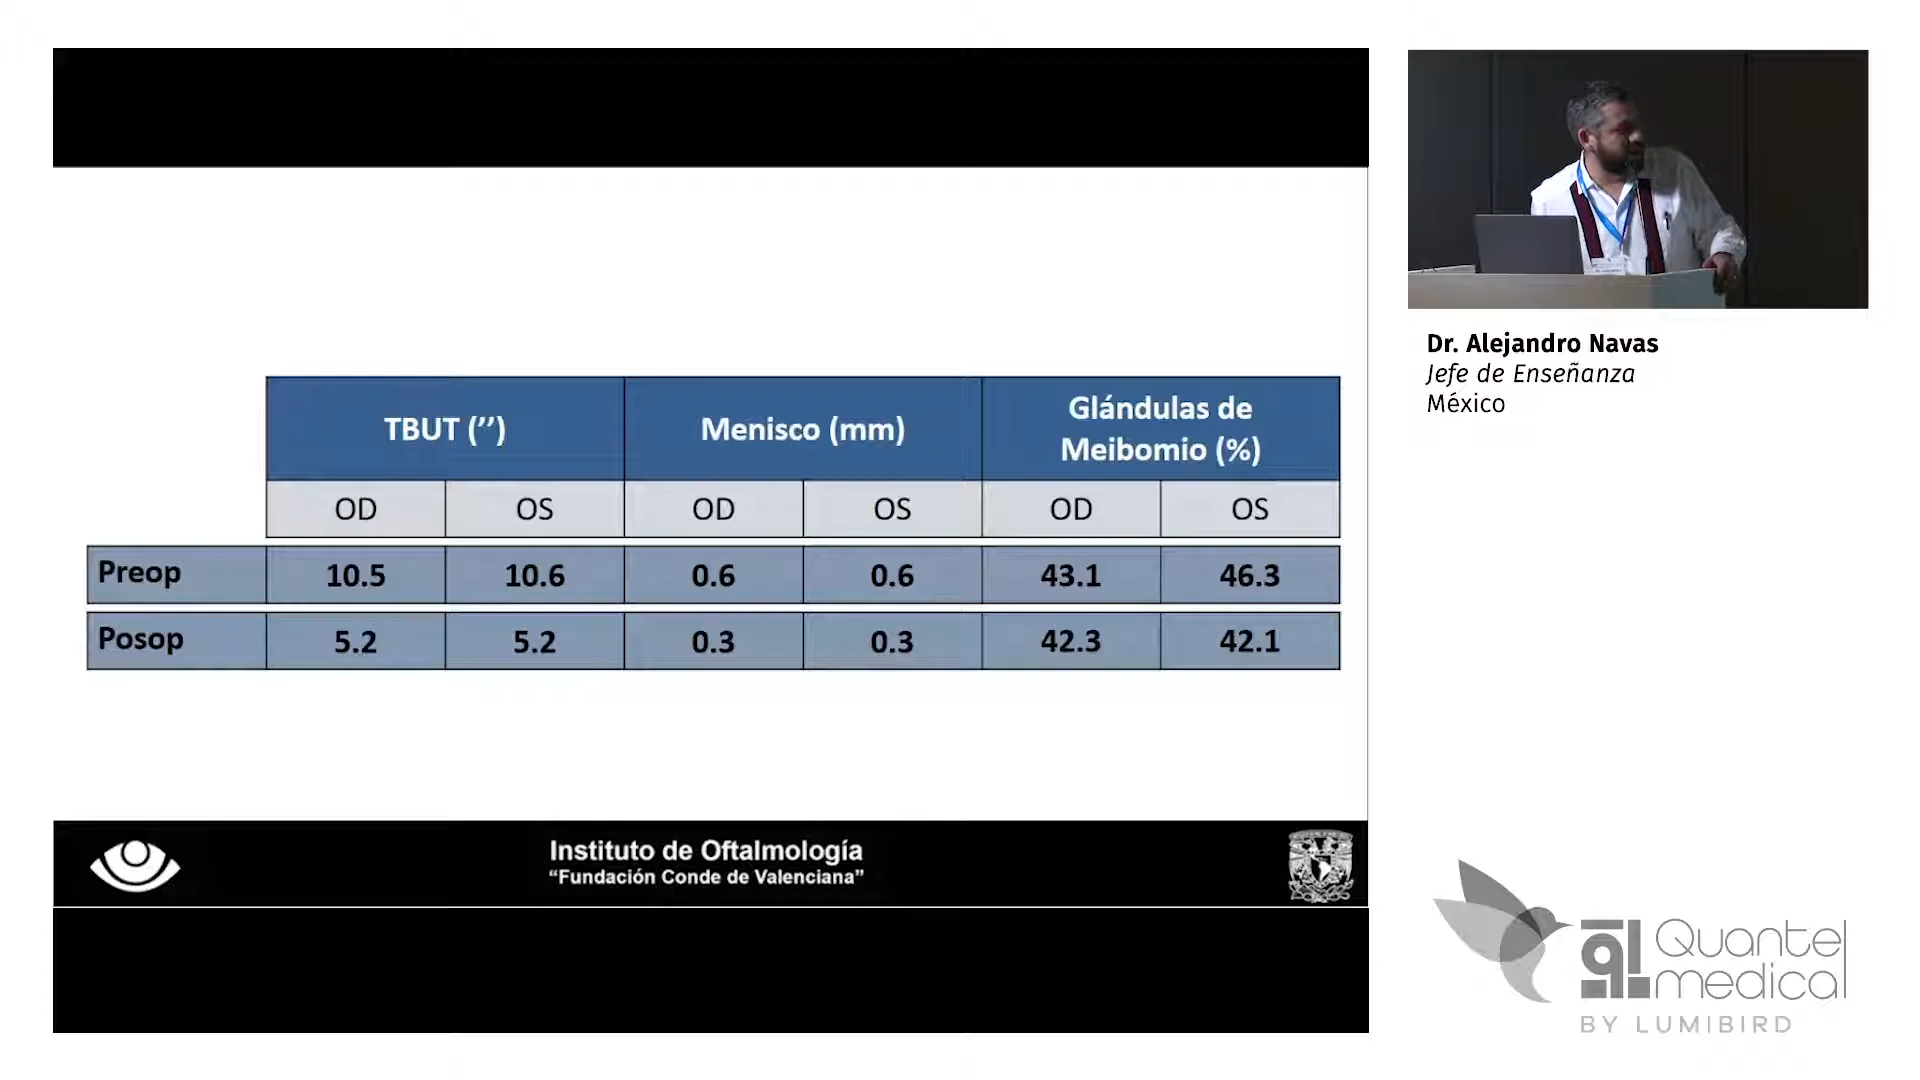 TBUT (’’)
Menisco (mm)
Glándulas de
Meibomio (%)
OD OS OD OS OD OS
Preop 10.5 10.6 0.6 0.6 43.1 46.3
Posop 5.2 5.2 0.3 0.3 42.3 42.1
Instituto de Oftalmología
“Fundación Conde de Valenciana”
Dr. Alejandro Navas
Jefe de Enseñanza
México
Quantel
medical
BY LUMIBIRD